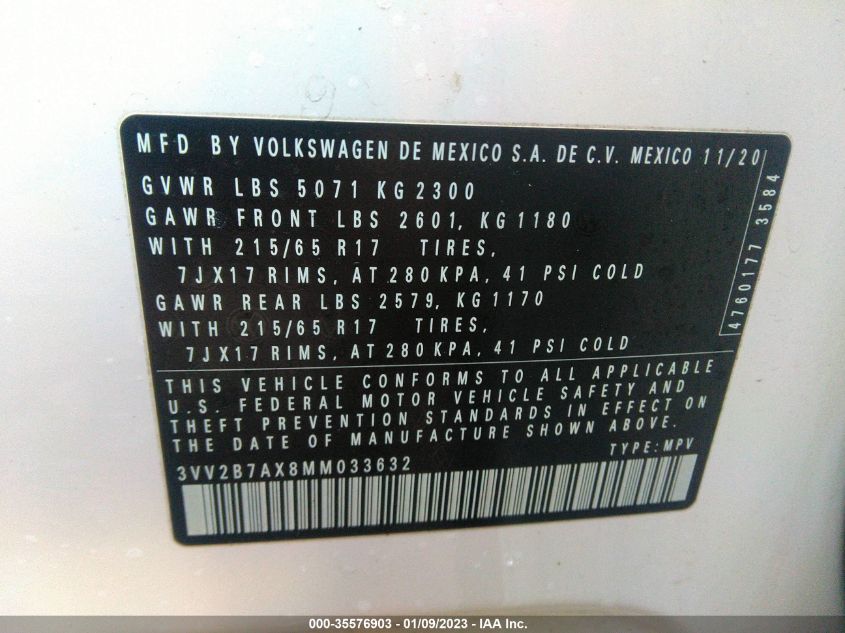 MFD BY VOLKSWAGEN DE MEXICO S.A. DE C.V. MEXICO 11/20
GVWR LBS 5071 KG 2300
GAWR FRONT LBS 2601, KG 1180
WITH 215/65 R17 TIRES,
7JX17 RIMS, AT 280 KPA, 41 PSI COLD
GAWR REAR LBS 2579, KG 1170
WITH 215/65 R17 TIRES,
7JX17 RIMS, AT 280 KPA, 41 PSI COLD
4760177 3584
THIS VEHICLE CONFORMS TO ALL APPLICABLE
U.S. FEDERAL MOTOR VEHICLE SAFETY AND
THEFT PREVENTION STANDARDS IN EFFECT ON
THE DATE OF MANUFACTURE SHOWN ABOVE.
TYPE: MPV
3VV2B7AX8MM033632
000-35576903 - 01/09/2023 - IAA Inc.